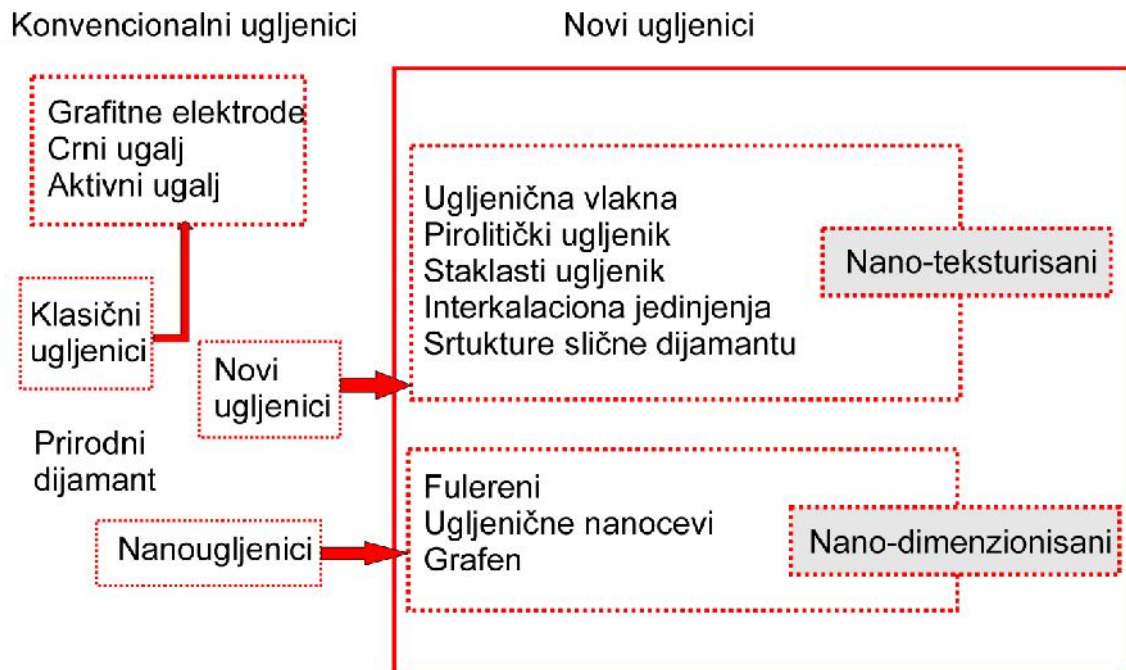 Konvencionalni ugljenici
Novi ugljenici
Grafitne elektrode
Crni ugalj
Aktivni ugalj
Klasični
ugljenici
Novi
ugljenici
Prirodni
dijamant
Nanougljenici
Ugljenična vlakna
Pirolitički ugljenik
Staklasti ugljenik
Interkalaciona jedinjenja
Srtukture slične dijamantu
Nano-teksturisani
Fulereni
Ugljenične nanocevi
Grafen
Nano-dimenzionisani